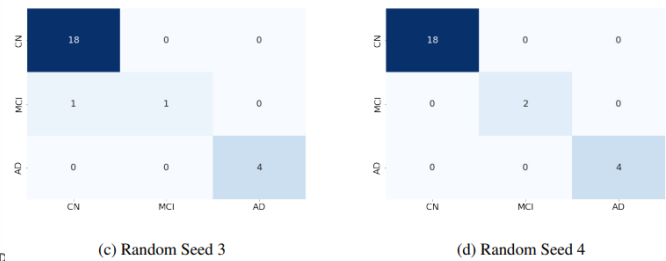 CN 18 0 0 CN 18 0 0
MCI 1 1 0 MCI 0 2 0
AD 0 0 4 AD 0 0 4
CN MCI AD CN MCI AD
(c) Random Seed 3 (d) Random Seed 4